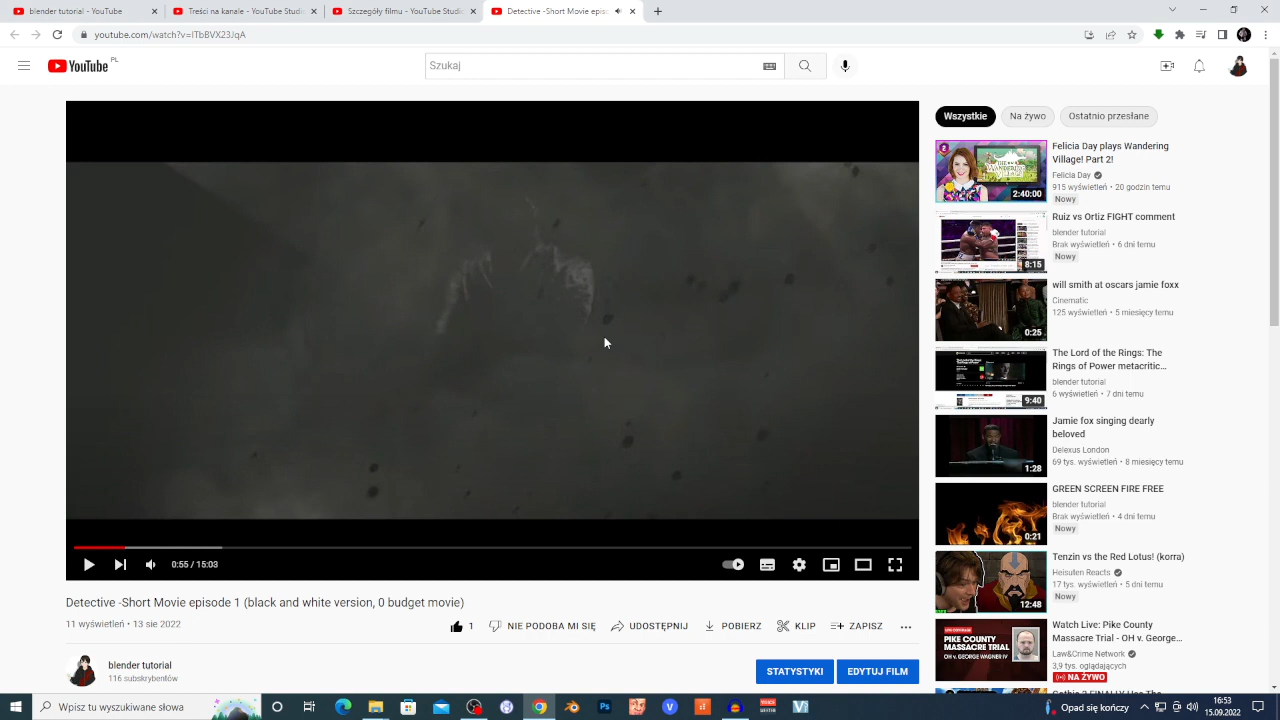 blender tutorial - YouTube
Treści na kanale - YouTube Studio
Szczegóły filmu - YouTube Studio
Detective -Short Movie episo
youtube.com/watch?v=ITbBVX23JqA
YouTube PL
Szukaj
Wszystkie
Na żywo
Ostatnio przesłane
2:40:00
Felicia Day plays Wandering
Village! Part 2!
Felicia Day
915 wyświetleń • 20 godzin temu
Nowy
8:15
Ruiz vs Ortiz FIGHT comment
blender tutorial
Brak wyświetleń • 6 dni temu
Nowy
0:25
will smith at oscars jamie foxx
Cinematic
125 wyświetleń • 5 miesięcy temu
9:40
The Lord of the Rings: The
Rings of Power metacritic...
blender tutorial
6 wyświetleń • 7 dni temu
1:28
Jamie fox singing dearly
beloved
Delexus London
69 tys. wyświetleń • 8 miesięcy temu
0:21
GREEN SCREEN FIRE FREE
blender tutorial
Brak wyświetleń • 4 dni temu
Nowy
12:48
Tenzin vs the Red Lotus! (korra)
Heisuten Reacts
17 tys. wyświetleń • 5 dni temu
Nowy
PIKE COUNTY
MASSACRE TRIAL
OH v. GEORGE WAGNER IV
Watch Live: Pike County
Massacre Trial - OH v. George...
Law&Crime Network
3,9 tys. oglądających
NA ŻYWO
0:55 / 15:03
Detective -Short Movie episode 1 (black and white version, 0 budget movie)
11 wyświetleń • 13 sie 2022
1
NIE PODOBA MI SIĘ
UDOSTĘPNIJ
POBIERZ
KLIP
ZAPISZ
blender tutorial
116 subskrybentów
STATYSTYKI
EDYTUJ FILM
Wpisz tu wyszukiwane słowa
Odsł. końcowy
16:53
15.09.2022